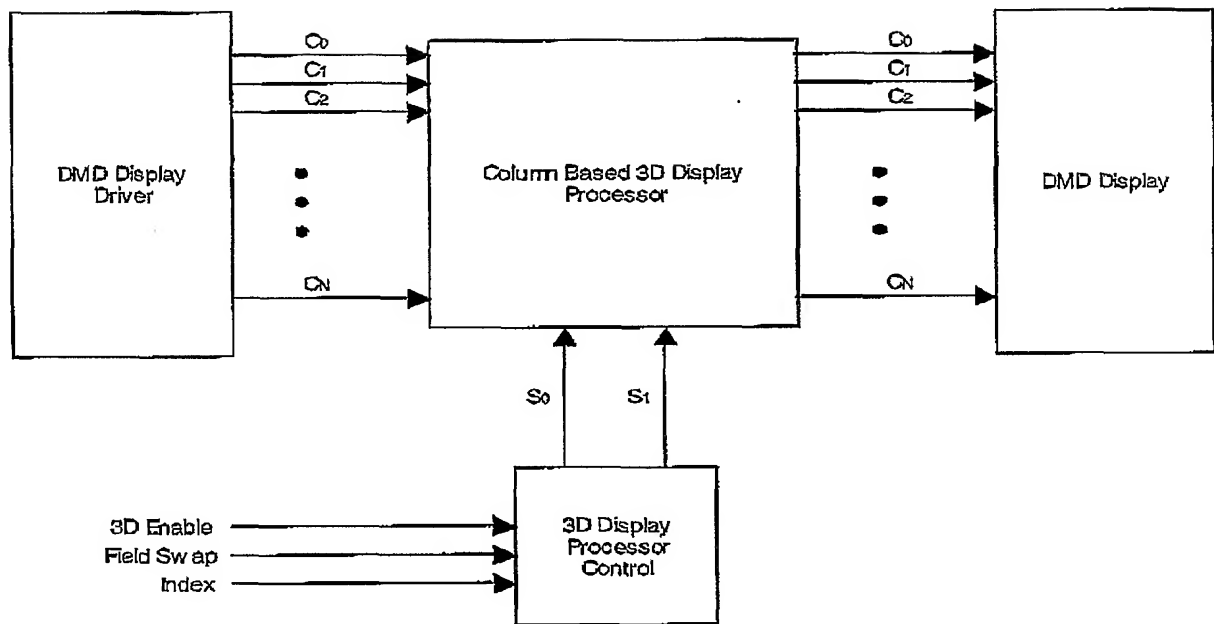 C0
C1
C2
DMD Display
Driver
CN
Column Based 3D Display
Processor
C0
C1
C2
CN
DMD Display
S0
S1
3D Enable
Field Swap
Index
3D Display
Processor
Control